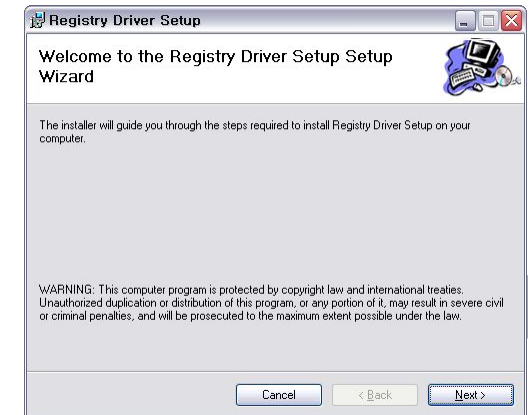 Registry Driver Setup
Welcome to the Registry Driver Setup Setup
Wizard
The installer will guide you through the steps required to install Registry Driver Setup on your
computer.
WARNING: This computer program is protected by copyright law and international treaties.
Unauthorized duplication or distribution of this program, or any portion of it, may result in severe civil
or criminal penalties, and will be prosecuted to the maximum extent possible under the law.
Cancel < Back Next >